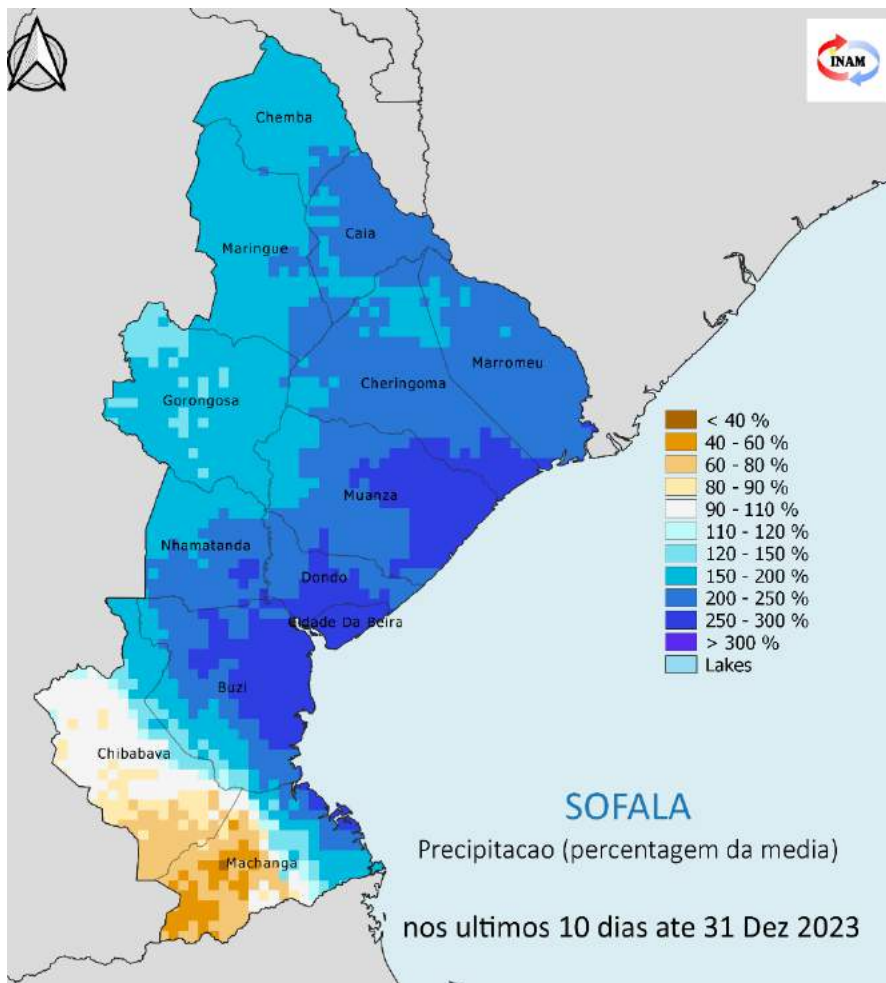 INAM
Chemba
Caia
Maringue
Marromeu
Cheringoma
Gorongosa
Muanza
Nhamatanda
Dondo
Cidade Da Beira
Buzi
Chibabava
Machanga
< 40 %
40 - 60 %
60 - 80 %
80 - 90 %
90 - 110 %
110 - 120 %
120 - 150 %
150 - 200 %
200 - 250 %
250 - 300 %
> 300 %
Lakes
SOFALA
Precipitacao (percentagem da media)
nos ultimos 10 dias ate 31 Dez 2023